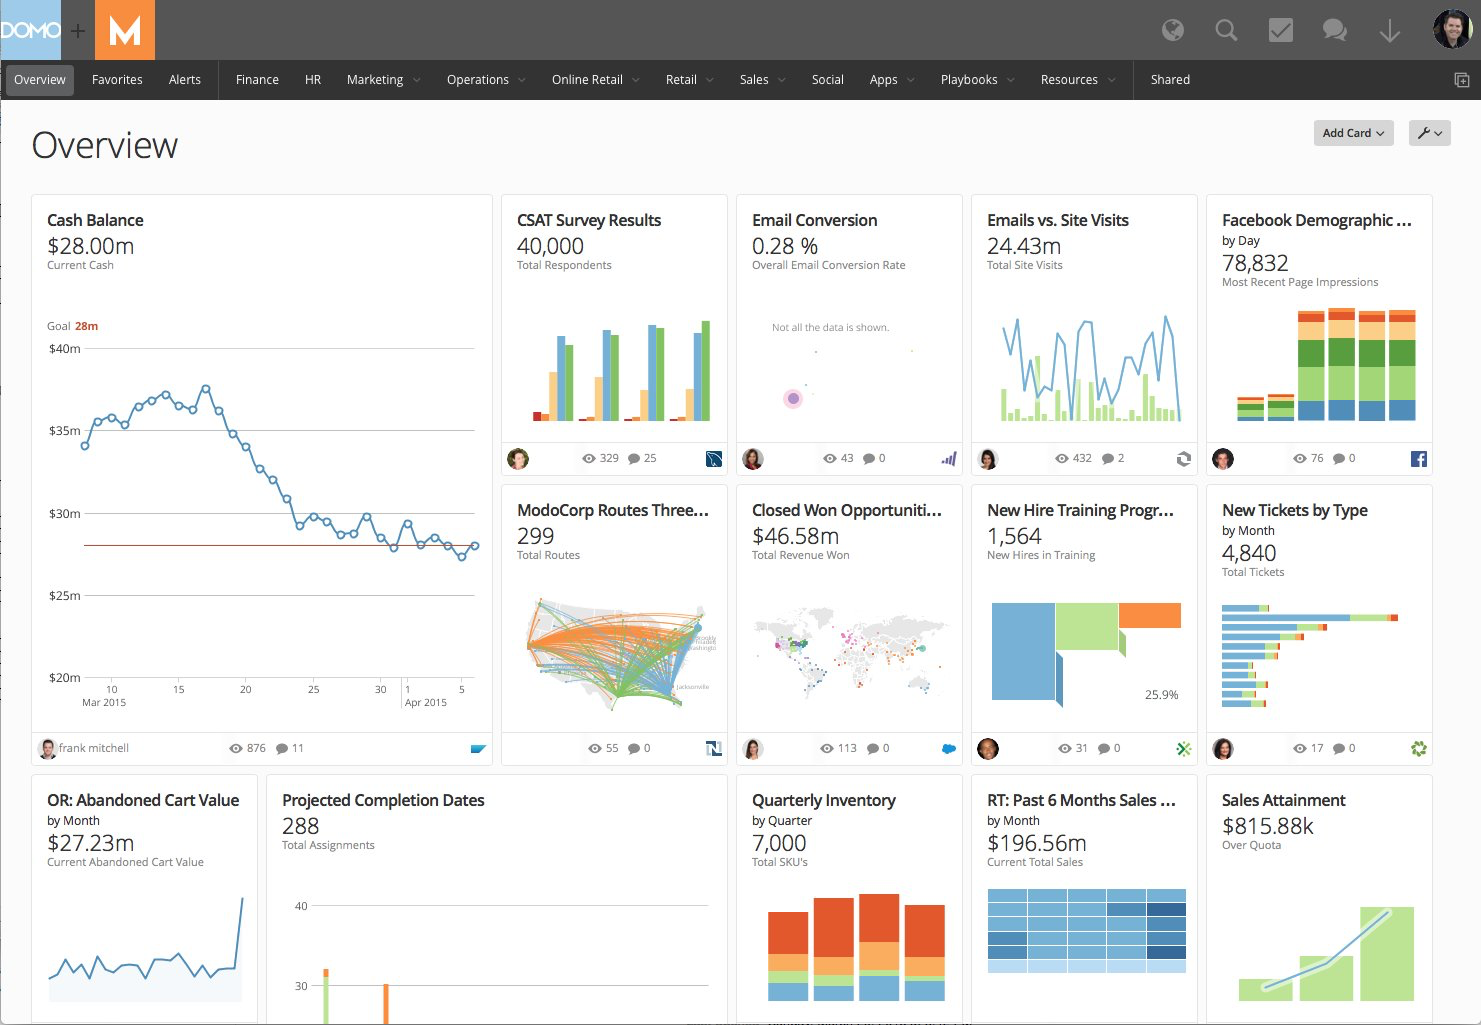 DOMO + M
Overview Favorites Alerts Finance HR Marketing Operations Online Retail Retail Sales Social Apps Playbooks Resources Shared
Overview
Add Card
Cash Balance
$28.00m
Current Cash
Goal 28m
$40m
$35m
$30m
$25m
$20m
10 15 20 25 30 1 5
Mar 2015 Apr 2015
frank mitchell 876 11
CSAT Survey Results
40,000
Total Respondents
329 25
Email Conversion
0.28 %
Overall Email Conversion Rate
Not all the data is shown.
43 0
Emails vs. Site Visits
24.43m
Total Site Visits
432 2
Facebook Demographic ...
by Day
78,832
Most Recent Page Impressions
76 0
ModoCorp Routes Three...
299
Total Routes
Jacksonville
55 0
Closed Won Opportuniti...
$46.58m
Total Revenue Won
113 0
New Hire Training Progr...
1,564
New Hires in Training
25.9%
31 0
New Tickets by Type
by Month
4,840
Total Tickets
17 0
OR: Abandoned Cart Value
by Month
$27.23m
Current Abandoned Cart Value
Projected Completion Dates
288
Total Assignments
40
30
Quarterly Inventory
by Quarter
7,000
Total SKU's
RT: Past 6 Months Sales ...
by Month
$196.56m
Current Total Sales
Sales Attainment
$815.88k
Over Quota